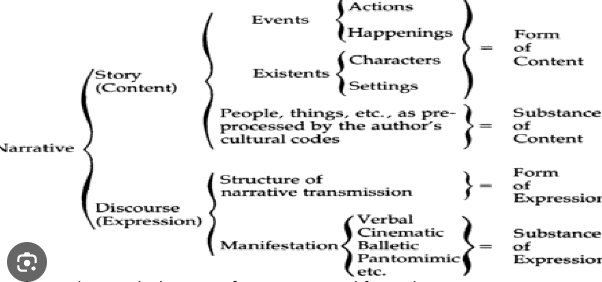 Actions
Events
Happenings
Form
of
Content
=
Characters
Existents
Settings
Story
(Content)
People, things, etc., as pre-
processed by the author's
cultural codes
=
Substance
of
Content
Narrative
Structure of
narrative transmission
=
Form
of
Expression
Discourse
(Expression)
Verbal
Cinematic
Manifestation
Balletic
Pantomimic
etc.
=
Substance
of
Expression